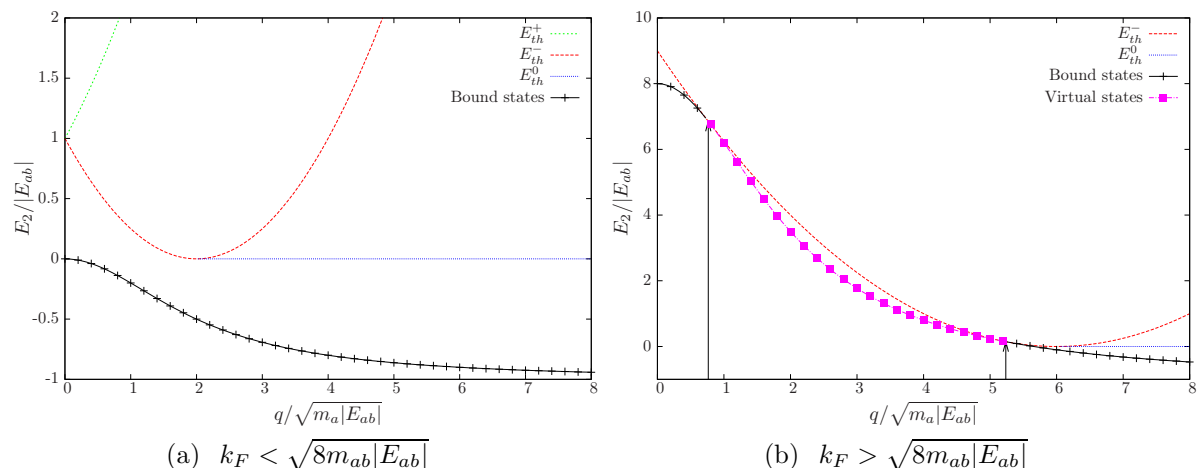 2
1.5
1
0.5
0
-0.5
-1
0 1 2 3 4 5 6 7 8
E_2/|E_{ab}|
q/\sqrt{m_a|E_{ab}|}
E_{th}^+
E_{th}^-
E_{th}^0
Bound states
(a) k_F < \sqrt{8m_{ab}|E_{ab}|}
10
8
6
4
2
0
0 1 2 3 4 5 6 7 8
E_2/|E_{ab}|
q/\sqrt{m_a|E_{ab}|}
E_{th}^-
E_{th}^0
Bound states
Virtual states
(b) k_F > \sqrt{8m_{ab}|E_{ab}|}